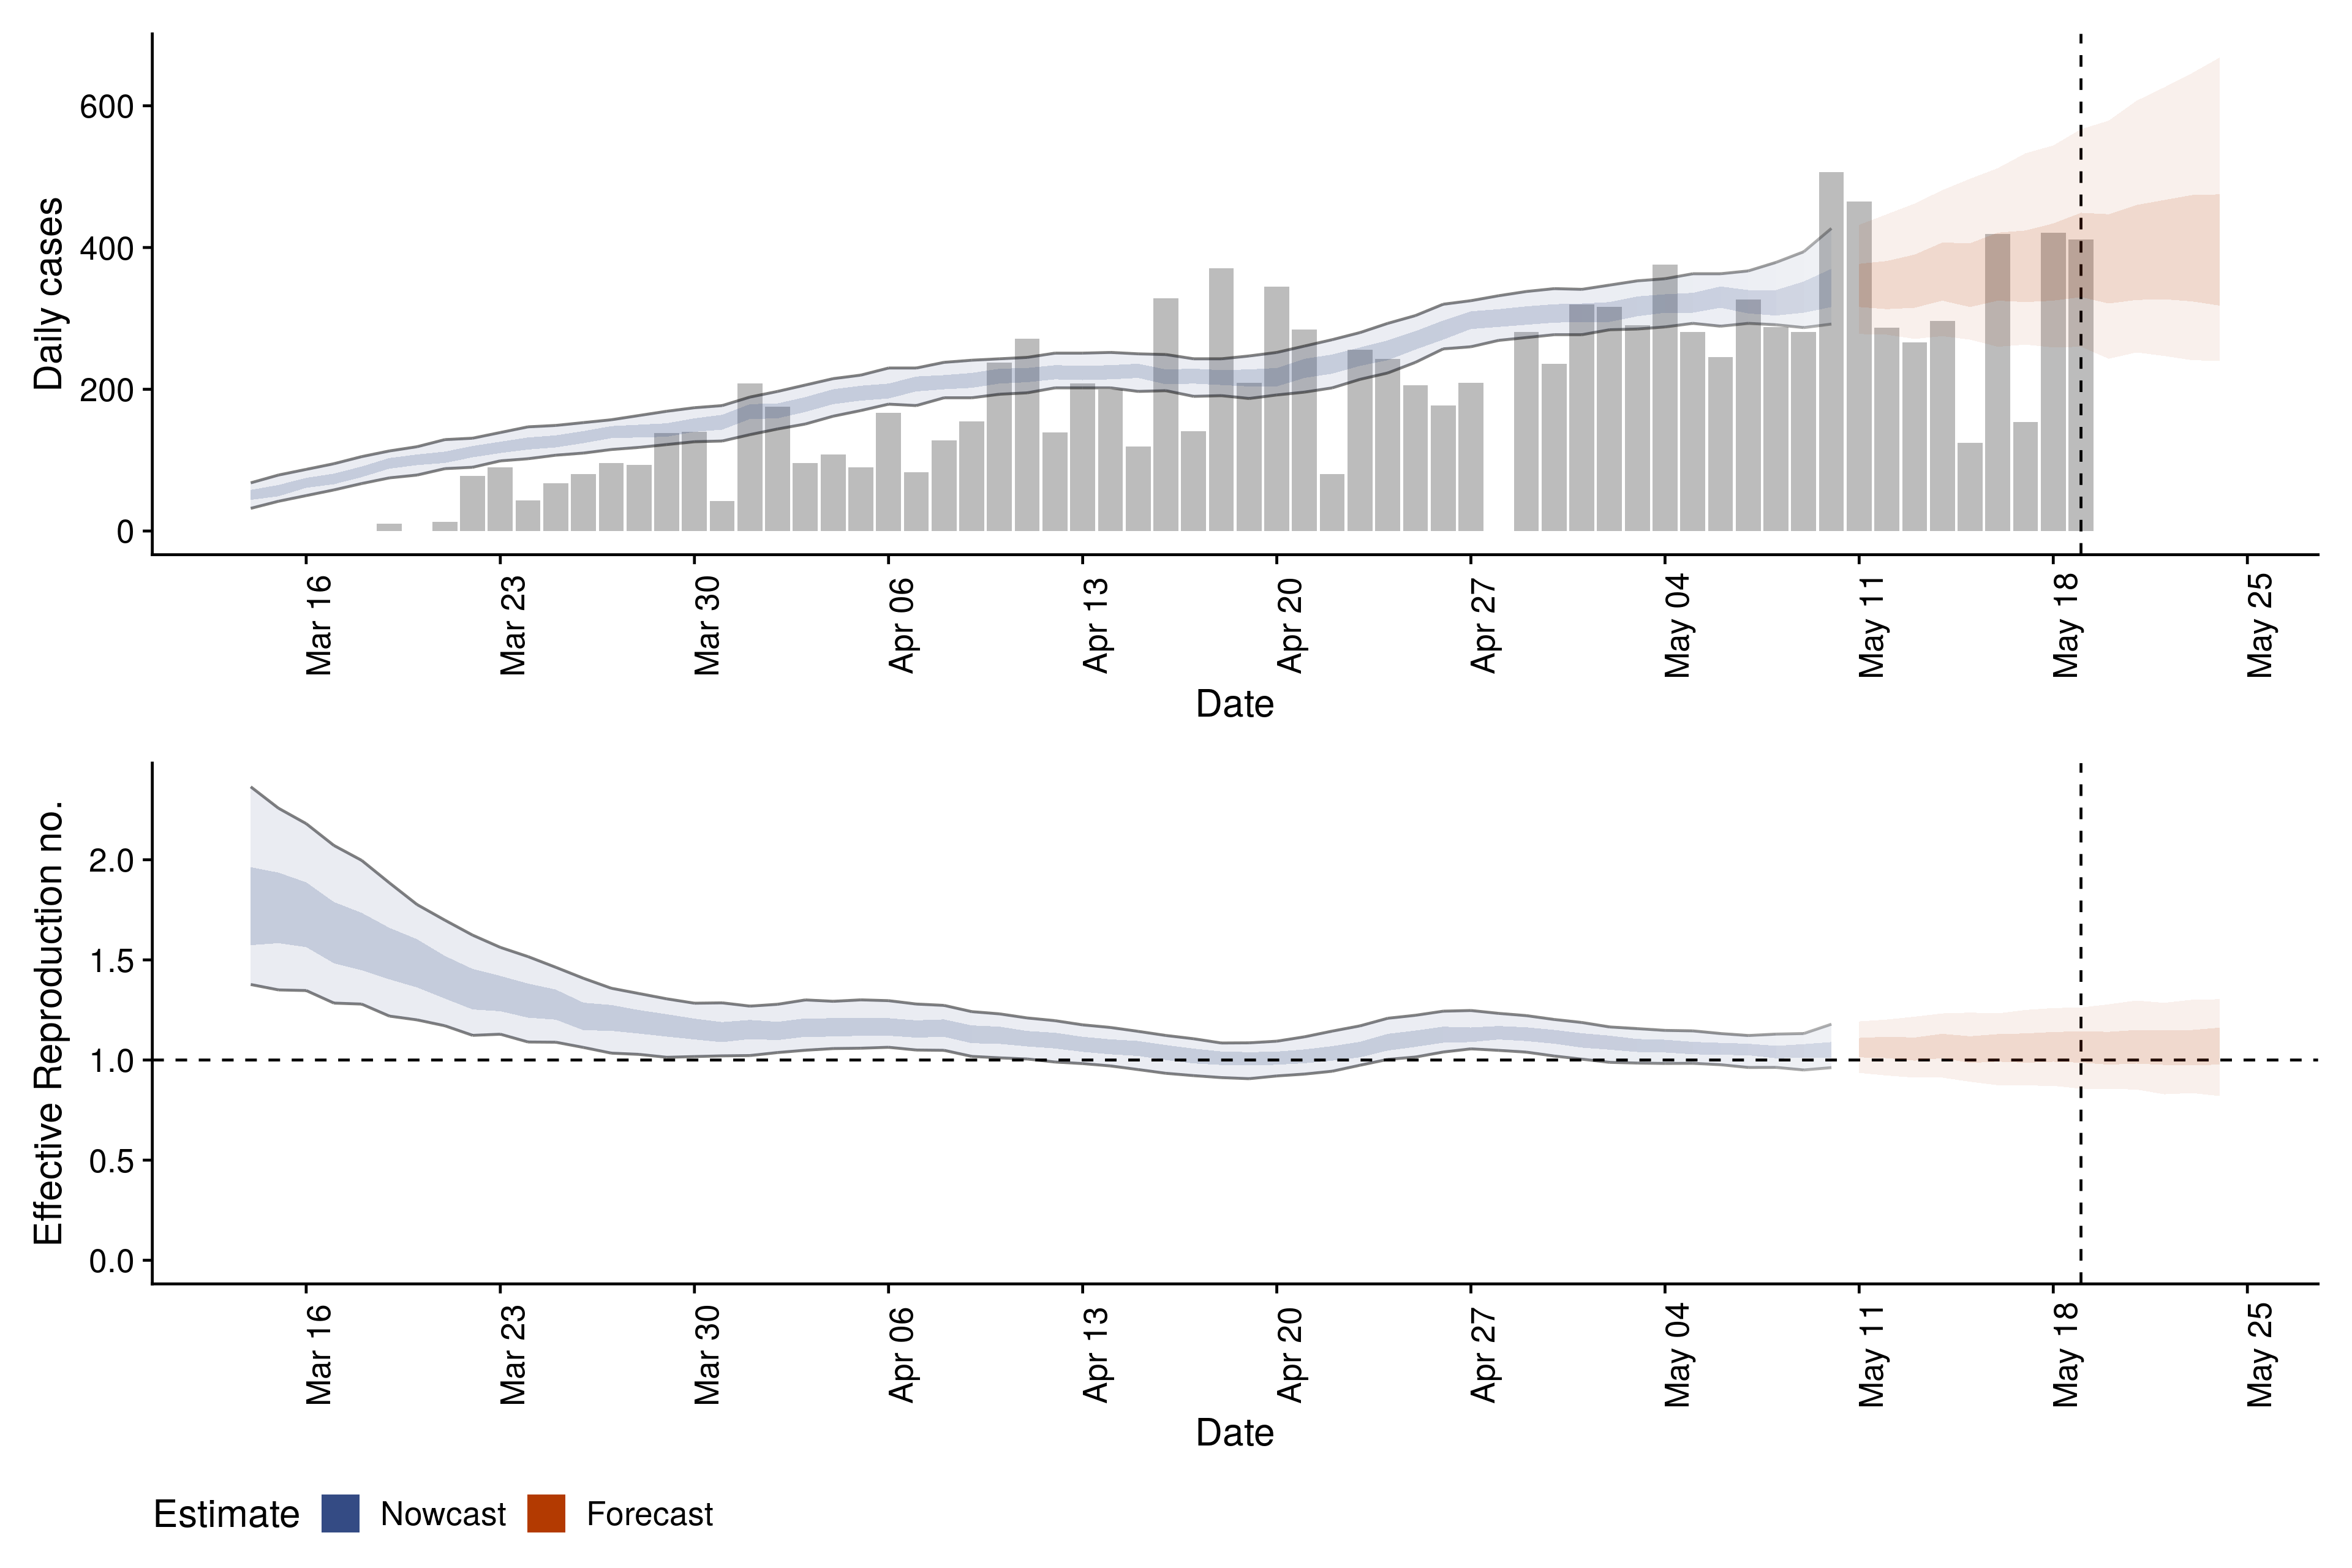 Daily cases
600
400
200
0
Mar 16
Mar 23
Mar 30
Apr 06
Apr 13
Apr 20
Apr 27
May 04
May 11
May 18
May 25
Date
Effective Reproduction no.
2.0
1.5
1.0
0.5
0.0
Mar 16
Mar 23
Mar 30
Apr 06
Apr 13
Apr 20
Apr 27
May 04
May 11
May 18
May 25
Date
Estimate Nowcast Forecast